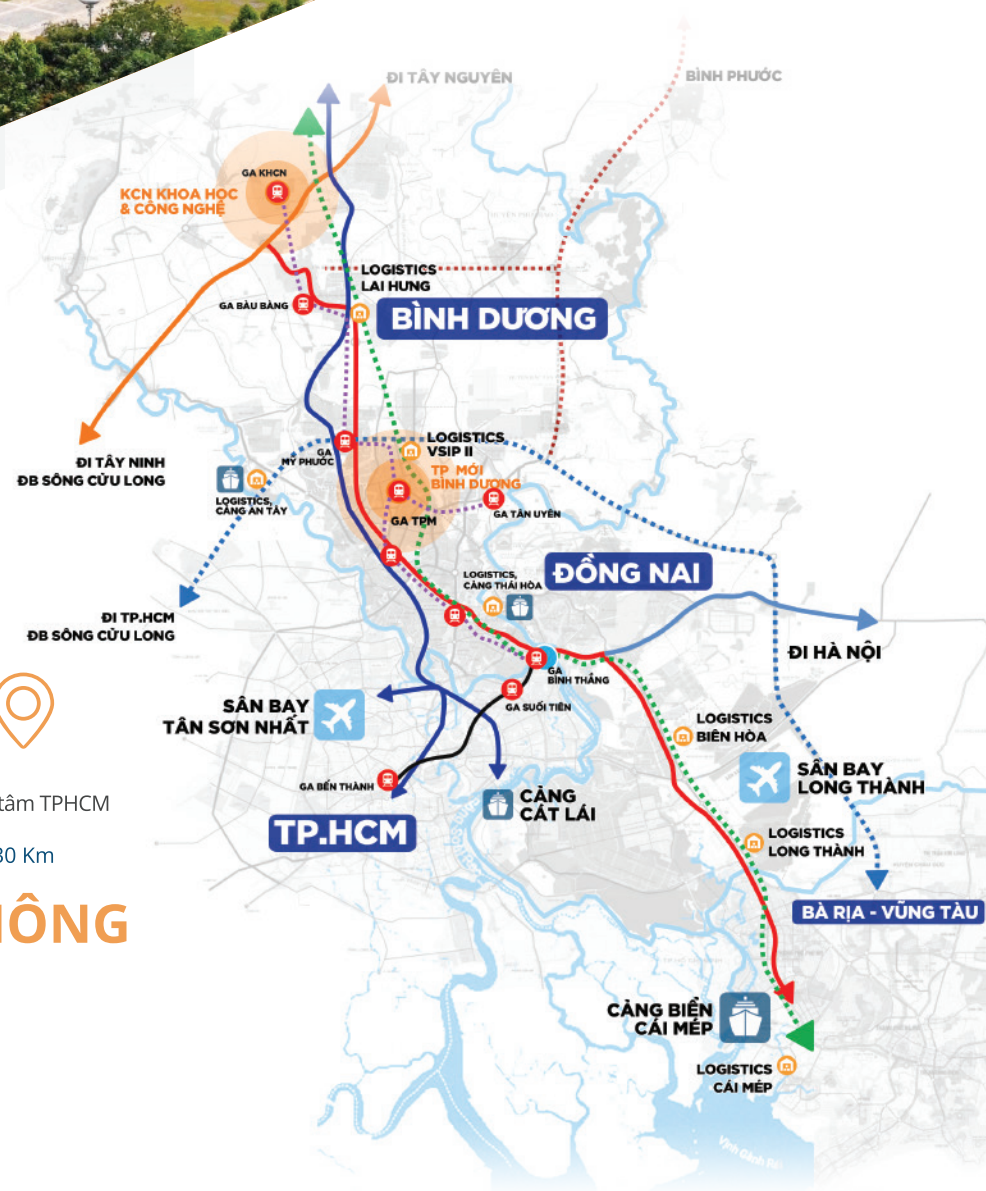 ĐI TÂY NGUYÊN
BÌNH PHƯỚC
GA KHCN
KCN KHOA HỌC
& CÔNG NGHỆ
LOGISTICS
LAI HƯNG
GA BÀU BÀNG
BÌNH DƯƠNG
LOGISTICS
VSIP II
GA
MỸ PHƯỚC
TP MỚI
BÌNH DƯƠNG
ĐI TÂY NINH
ĐB SÔNG CỬU LONG
LOGISTICS,
CẢNG AN TÂY
GA TPM
GA TÂN UYÊN
LOGISTICS,
CẢNG THÁI HÒA
ĐỒNG NAI
ĐI TP.HCM
ĐB SÔNG CỬU LONG
ĐI HÀ NỘI
GA
BÌNH THẮNG
GA SUỐI TIÊN
SÂN BAY
TÂN SƠN NHẤT
LOGISTICS
BIÊN HÒA
SÂN BAY
LONG THÀNH
GA BẾN THÀNH
CẢNG
CÁT LÁI
tâm TPHCM
TP.HCM
LOGISTICS
LONG THÀNH
30 Km
HÔNG
BÀ RỊA - VŨNG TÀU
CẢNG BIỂN
CÁI MÉP
LOGISTICS
CÁI MÉP